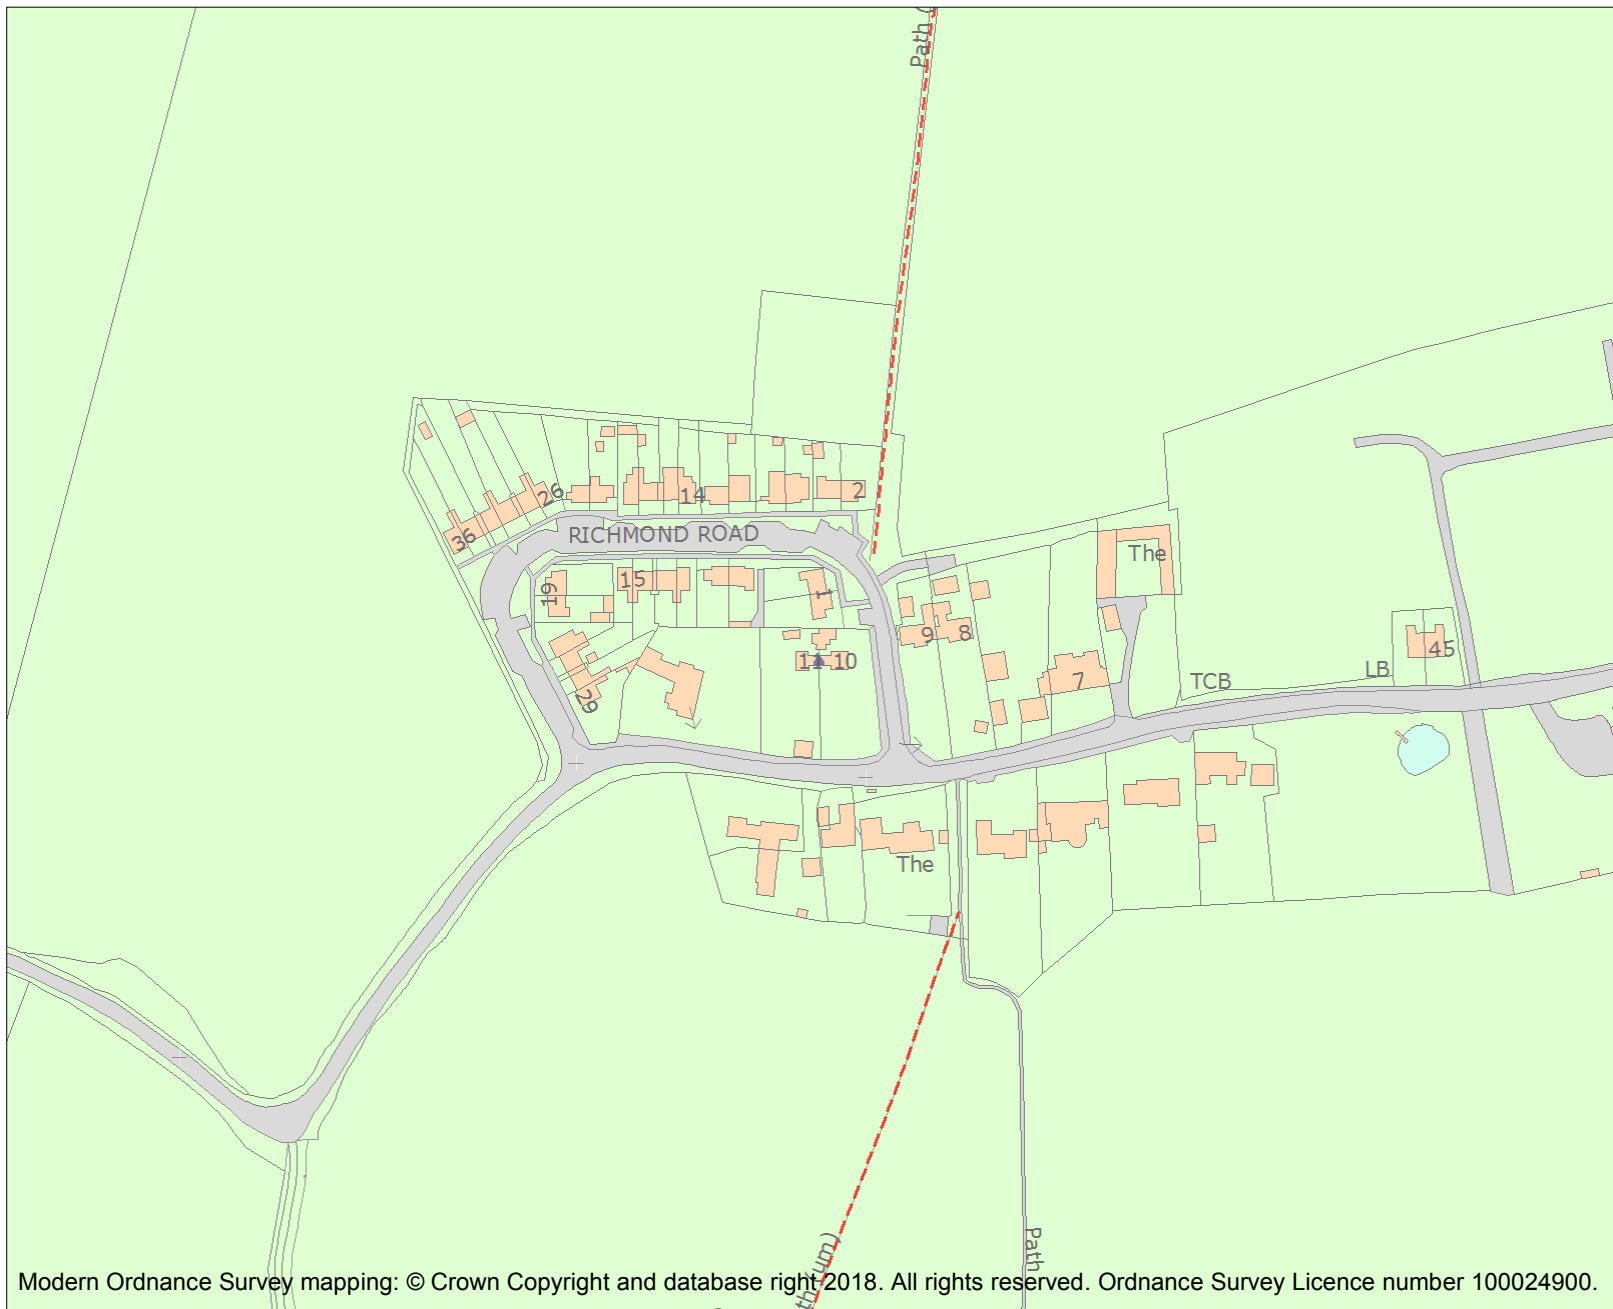 Path (
26
14
2
36
RICHMOND ROAD
The
19
15
1
9
8
45
11
10
LB
7
TCB
29
The
Path
th (um)
Modern Ordnance Survey mapping: © Crown Copyright and database right 2018. All rights reserved. Ordnance Survey Licence number 100024900.